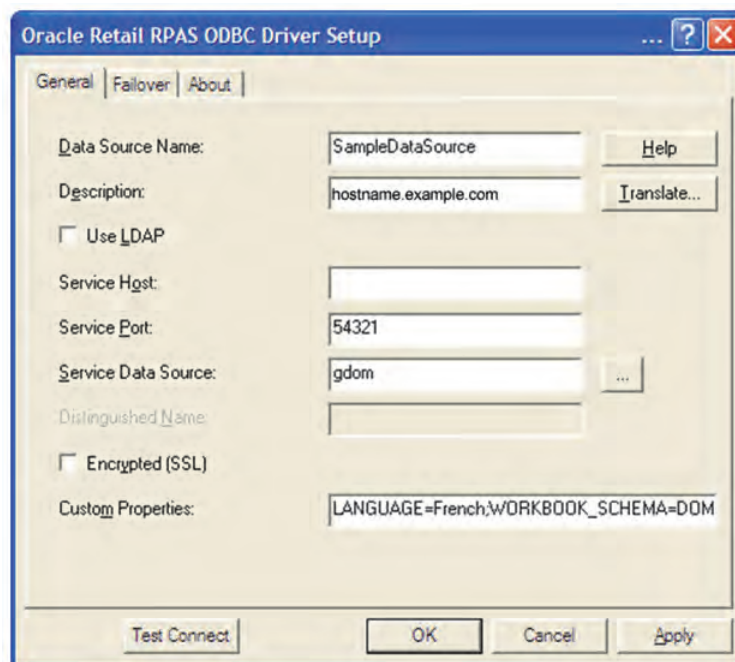 Oracle Retail RPAS ODBC Driver Setup ... ?
General Failover About
Data Source Name: SampleDataSource Help
Description: hostname.example.com Translate...
Use LDAP
Service Host:
Service Port: 54321
Service Data Source: gdom ...
Distinguished Name:
Encrypted (SSL)
Custom Properties: LANGUAGE=French;WORKBOOK_SCHEMA=DOM
Test Connect OK Cancel Apply